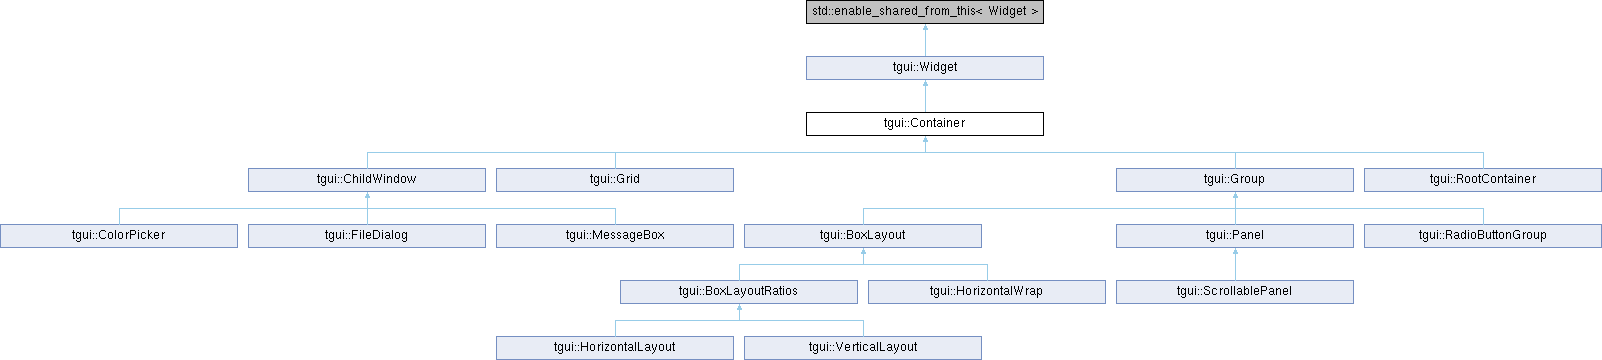 std::enable_shared_from_this< Widget >
tgui::Widget
tgui::Container
tgui::ChildWindow
tgui::Grid
tgui::Group
tgui::RootContainer
tgui::ColorPicker
tgui::FileDialog
tgui::MessageBox
tgui::BoxLayout
tgui::Panel
tgui::RadioButtonGroup
tgui::BoxLayoutRatios
tgui::HorizontalWrap
tgui::ScrollablePanel
tgui::HorizontalLayout
tgui::VerticalLayout